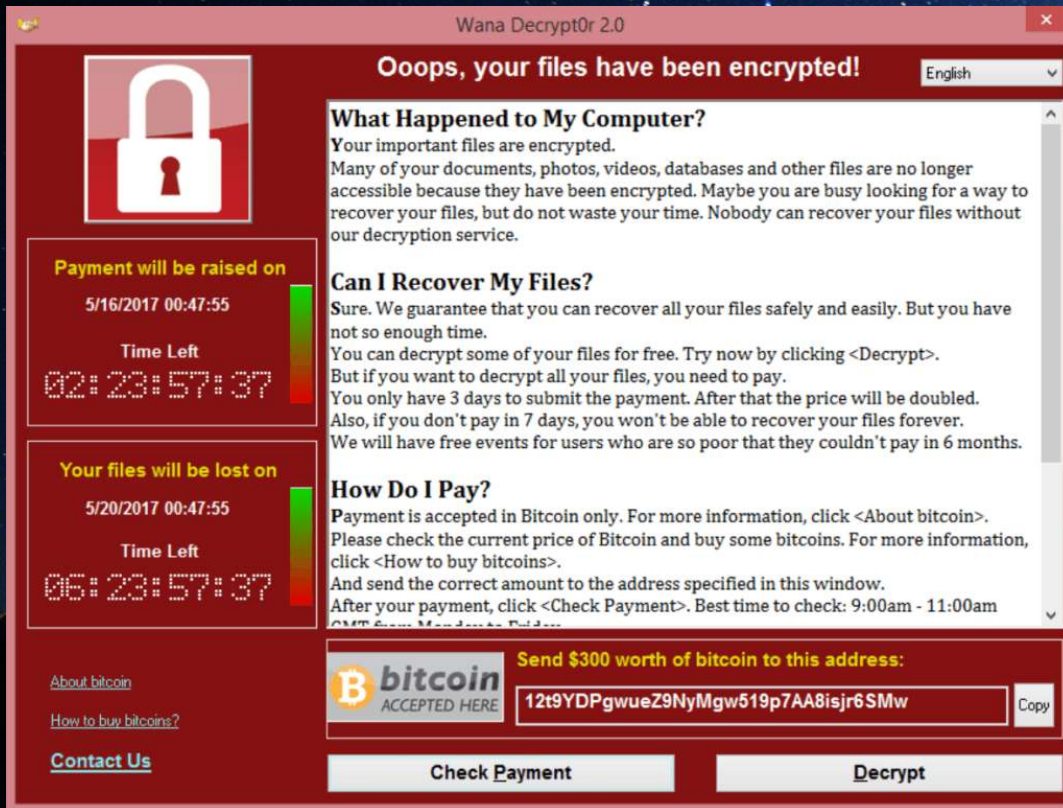 Wana Decrypt0r 2.0
Ooops, your files have been encrypted!
English
What Happened to My Computer?
Your important files are encrypted.
Many of your documents, photos, videos, databases and other files are no longer
accessible because they have been encrypted. Maybe you are busy looking for a way to
recover your files, but do not waste your time. Nobody can recover your files without
our decryption service.
Can I Recover My Files?
Sure. We guarantee that you can recover all your files safely and easily. But you have
not so enough time.
You can decrypt some of your files for free. Try now by clicking <Decrypt>.
But if you want to decrypt all your files, you need to pay.
You only have 3 days to submit the payment. After that the price will be doubled.
Also, if you don't pay in 7 days, you won't be able to recover your files forever.
We will have free events for users who are so poor that they couldn't pay in 6 months.
How Do I Pay?
Payment is accepted in Bitcoin only. For more information, click <About bitcoin>.
Please check the current price of Bitcoin and buy some bitcoins. For more information,
click <How to buy bitcoins>.
And send the correct amount to the address specified in this window.
After your payment, click <Check Payment>. Best time to check: 9:00am - 11:00am
GMT from Monday to Friday
Payment will be raised on
5/16/2017 00:47:55
Time Left
02:23:57:37
Your files will be lost on
5/20/2017 00:47:55
Time Left
06:23:57:37
About bitcoin
How to buy bitcoins?
Contact Us
bitcoin
ACCEPTED HERE
Send $300 worth of bitcoin to this address:
12t9YDPgwueZ9NyMgw519p7AA8isjr6SMw
Copy
Check Payment
Decrypt